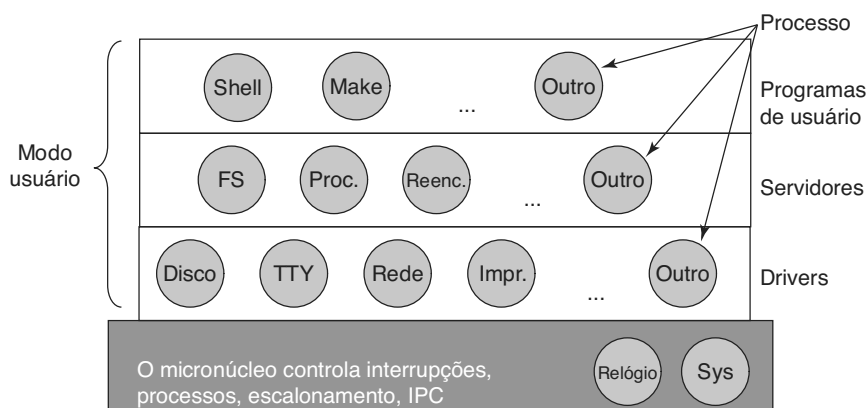 Processo
Shell
Make
...
Outro
Programas
de usuário
Modo
usuário
FS
Proc.
Reenc.
...
Outro
Servidores
Disco
TTY
Rede
Impr.
...
Outro
Drivers
O micronúcleo controla interrupções,
processos, escalonamento, IPC
Relógio
Sys